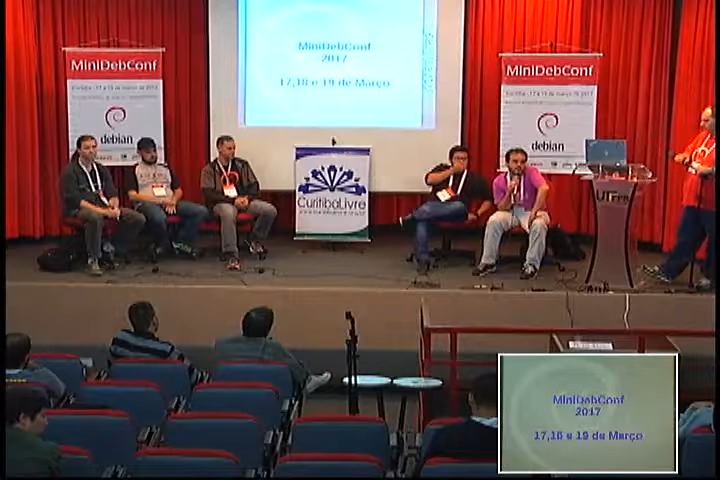 MiniDebConf
2017
17,18 e 19 de Março
MiniDebConf
debian
MiniDebConf
debian
CuritibaLivre
UTFPR
MiniDebConf
2017
17,18 e 19 de Março